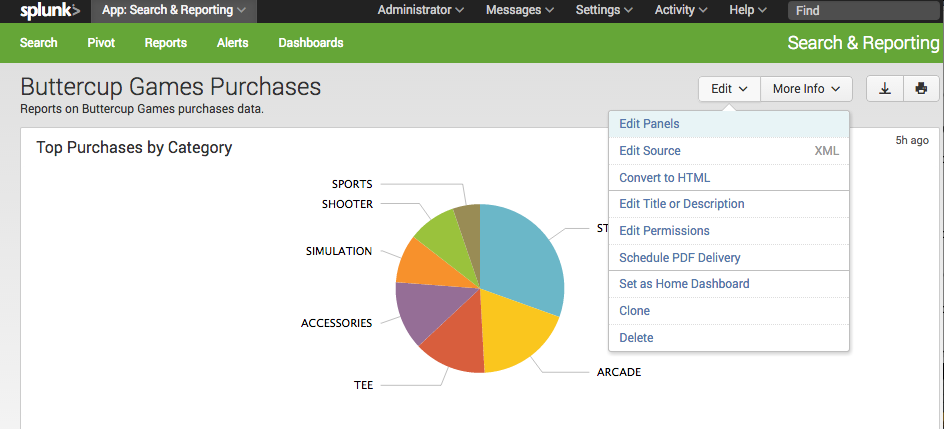 splunk> App: Search & Reporting Administrator Messages Settings Activity Help Find
Search Pivot Reports Alerts Dashboards Search & Reporting
Buttercup Games Purchases
Reports on Buttercup Games purchases data.
Edit More Info
Top Purchases by Category
5h ago
Edit Panels
Edit Source XML
Convert to HTML
Edit Title or Description
Edit Permissions
Schedule PDF Delivery
Set as Home Dashboard
Clone
Delete
SPORTS
SHOOTER
SIMULATION
ACCESSORIES
TEE
ST
ARCADE